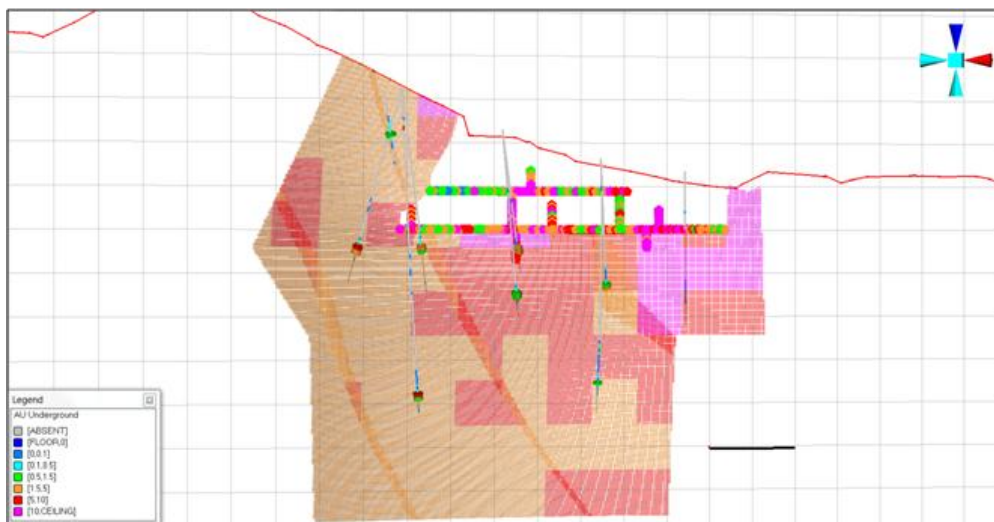 Legend
AU Underground
[ABSENT]
[FLOOR,0]
[0,0.1]
[0.1,0.5]
[0.5,1.5]
[1.5,5]
[5,10]
[10,CEILING]